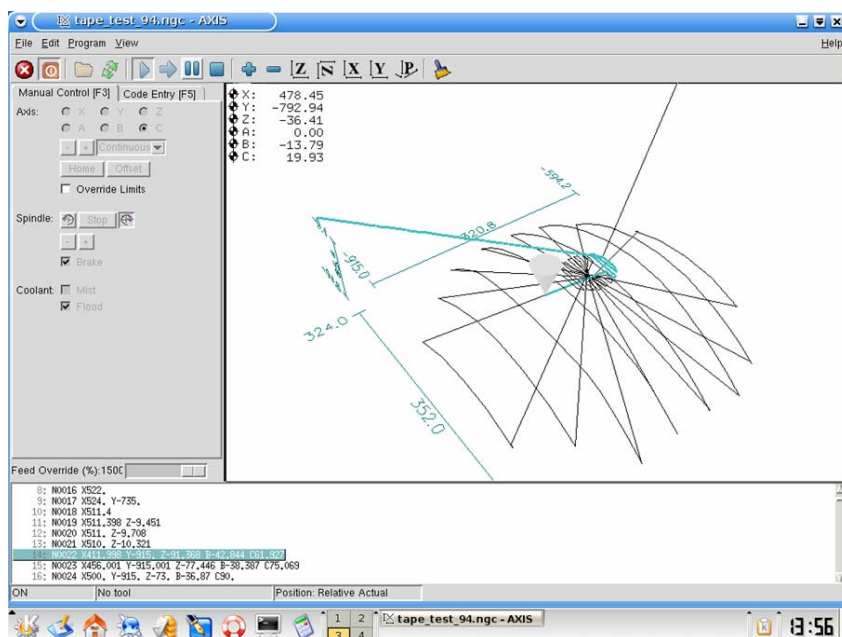 tape_test_94.ngc - AXIS
File Edit Program View Help
Z N X Y P
Manual Control [F3] Code Entry [F5]
Axis: X Y Z
A B C
- + Continuous
Home Offset
Override Limits
Spindle: Stop
- +
Brake
Coolant: Mist
Flood
Feed Override (%):150
X: 478.45
Y: -792.94
Z: -36.41
A: 0.00
B: -13.79
C: 19.93
-594.2
320.8
-915.0
324.0
352.0
8: N0016 X522.
9: N0017 X524. Y-735.
10: N0018 X511.4
11: N0019 X511.398 Z-9.451
12: N0020 X511. Z-9.708
13: N0021 X510. Z-10.321
14: N0022 X411.998 Y-915. Z-91.368 B-42.844 C61.927
15: N0023 X456.001 Y-915.001 Z-77.446 B-38.387 C75.069
16: N0024 X500. Y-915. Z-73. B-36.87 C90.
ON No tool Position: Relative Actual
1 2 tape_test_94.ngc - AXIS
3 4
13:56